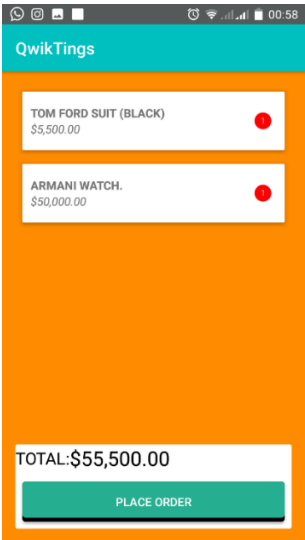 00:58
QwikTings
TOM FORD SUIT (BLACK)
$5,500.00
1
ARMANI WATCH.
$50,000.00
1
TOTAL:$55,500.00
PLACE ORDER